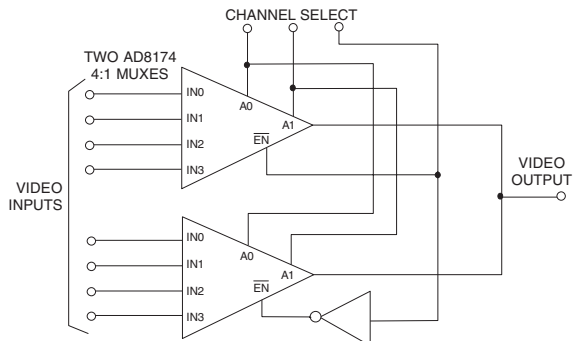 CHANNEL SELECT
TWO AD8174
4:1 MUXES
IN0
A0
IN1
A1
IN2
EN
IN3
VIDEO
INPUTS
VIDEO
OUTPUT
IN0
A0
IN1
A1
IN2
EN
IN3